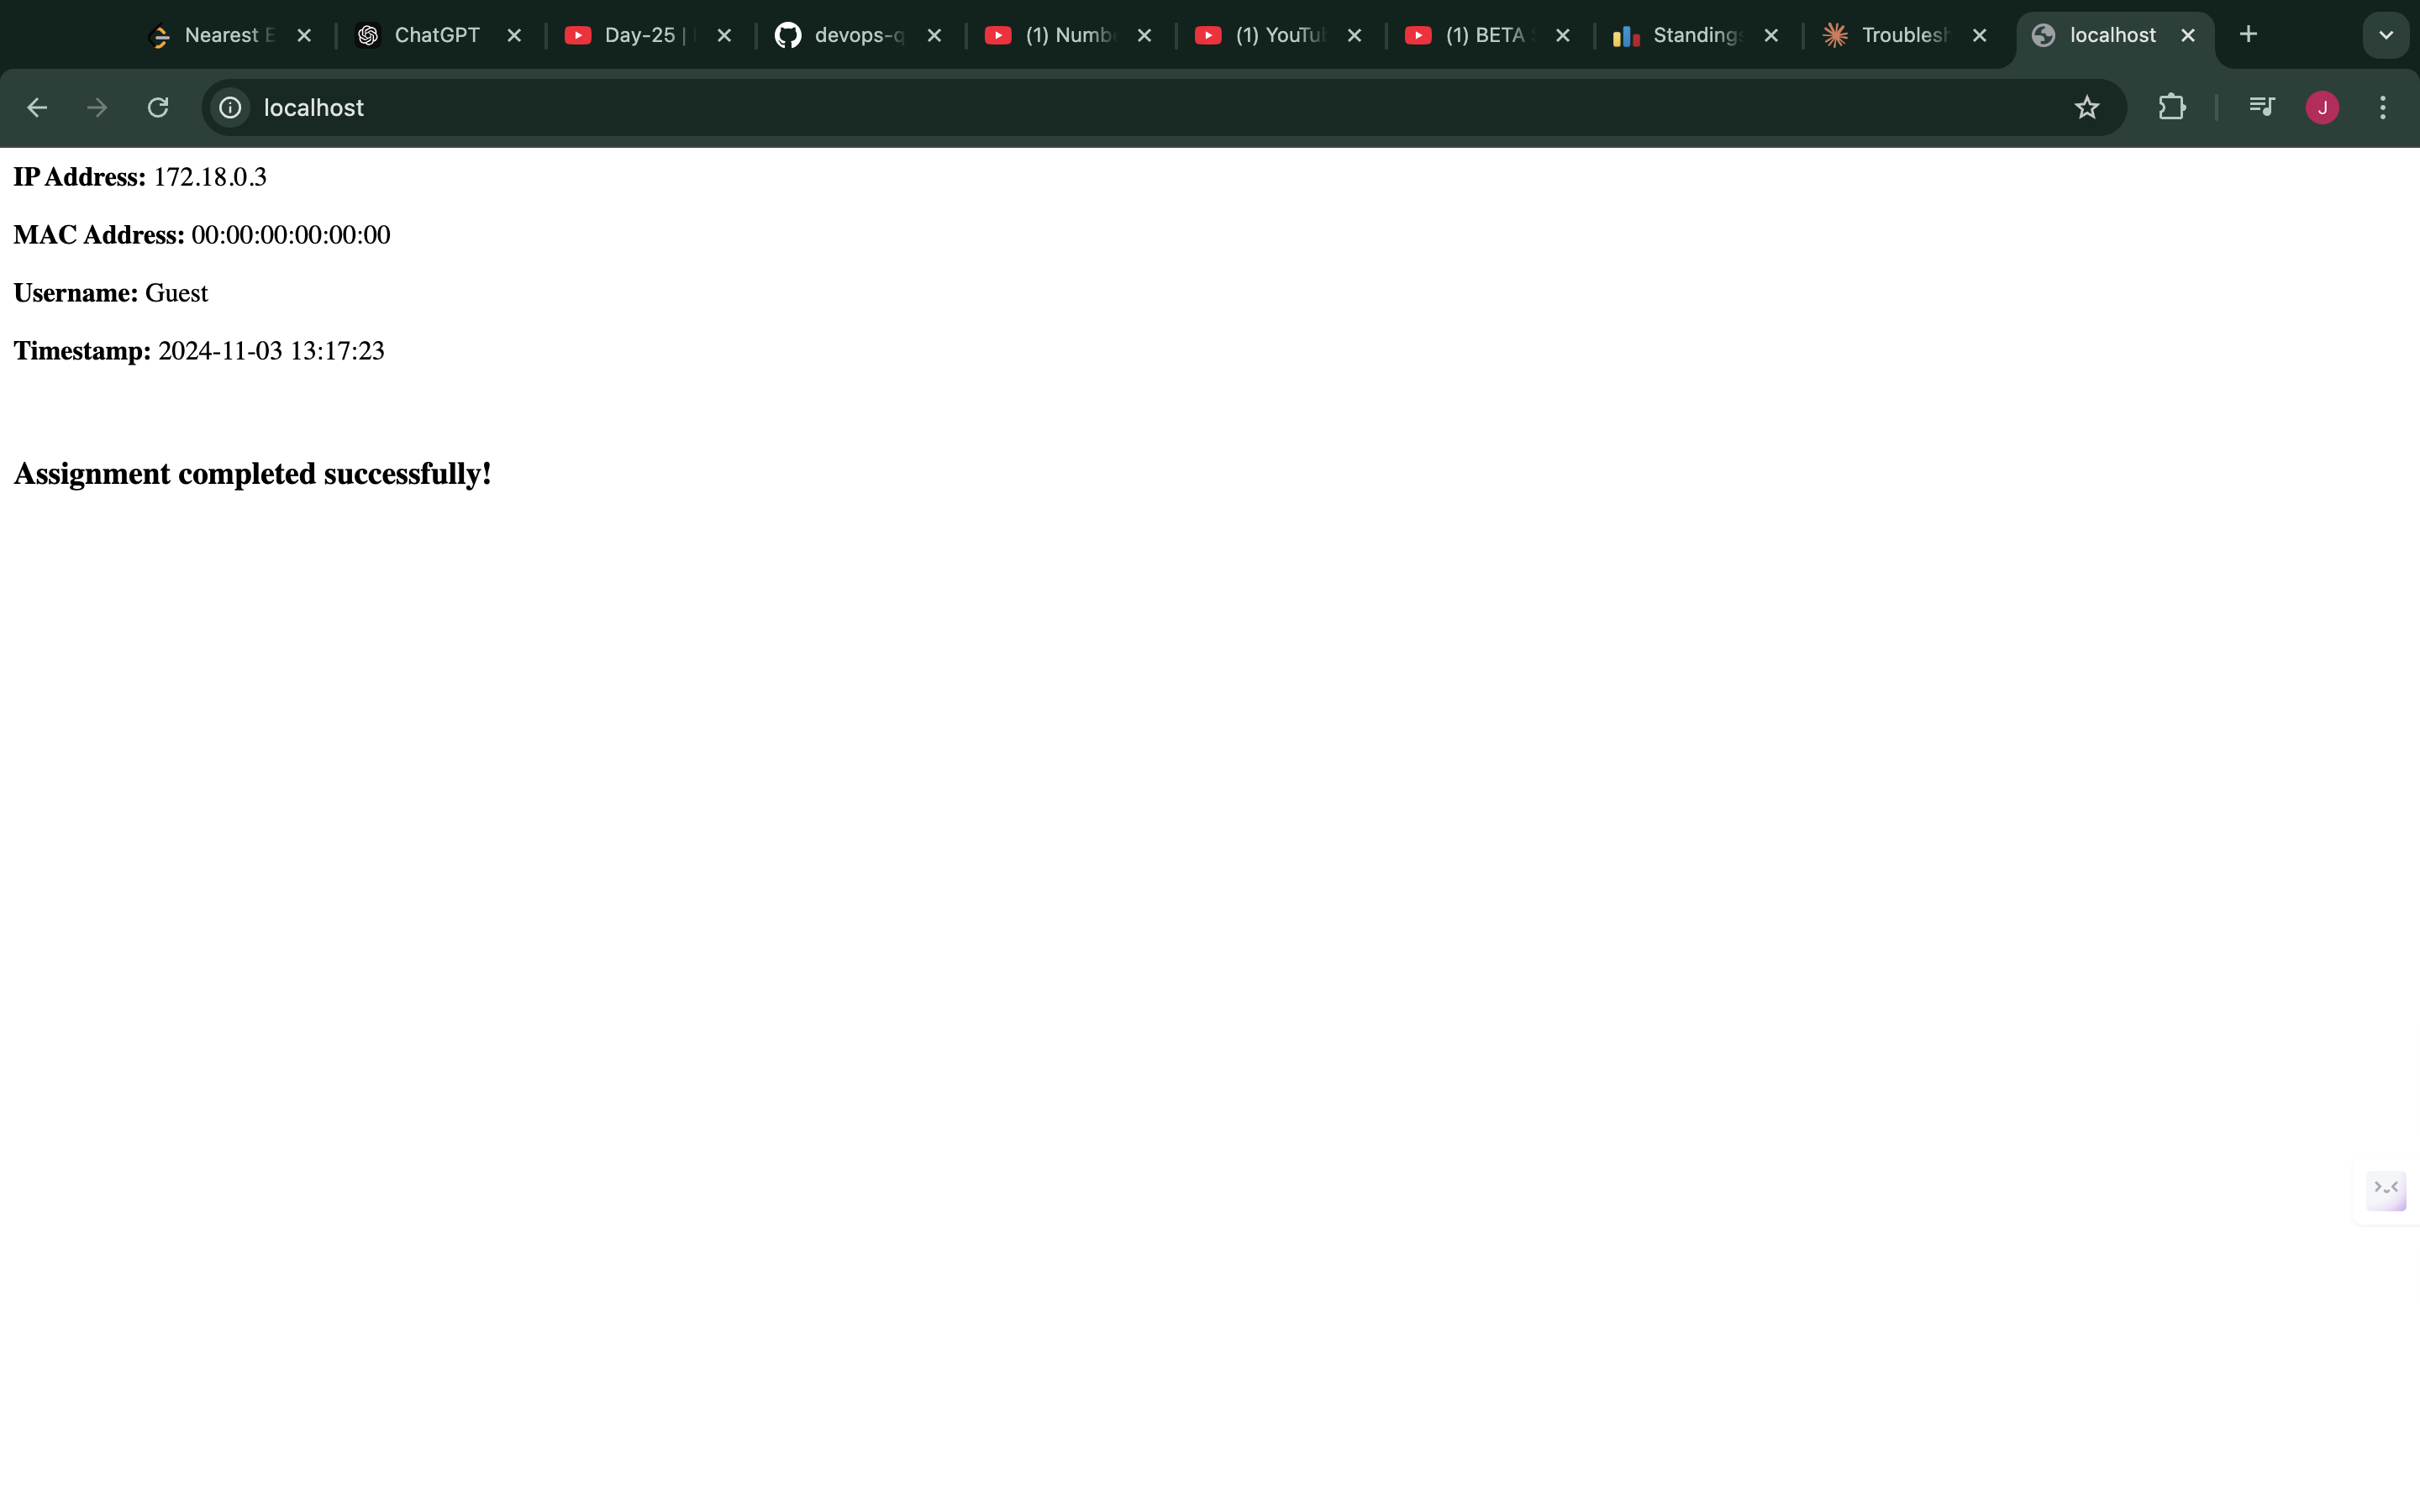 Nearest E
ChatGPT
Day-25 |
devops-q
(1) Numb
(1) YouTu
(1) BETA
Standing
Troublesh
localhost
localhost
J
IP Address: 172.18.0.3
MAC Address: 00:00:00:00:00:00
Username: Guest
Timestamp: 2024-11-03 13:17:23
Assignment completed successfully!